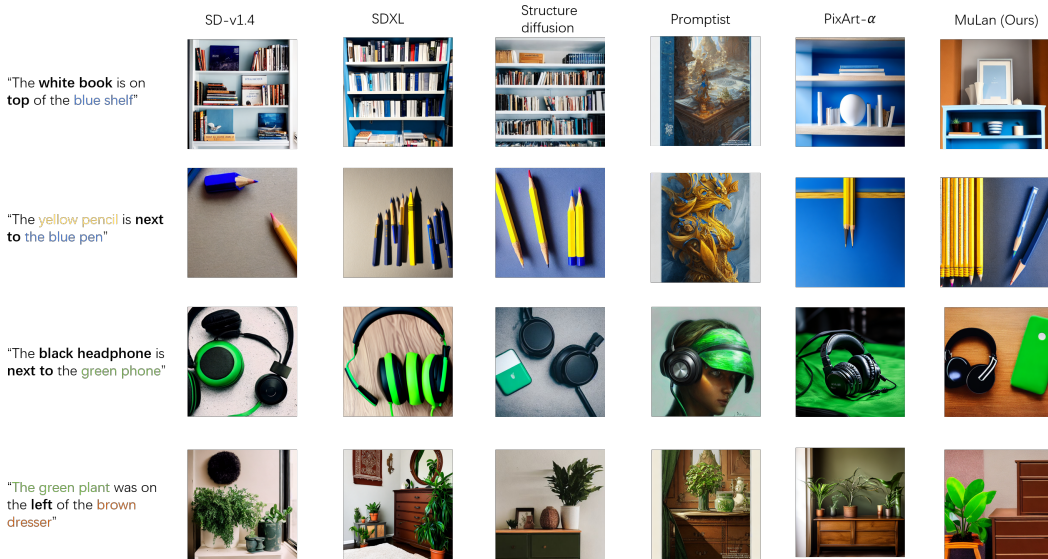 SD-v1.4
SDXL
Structure
diffusion
Promptist
PixArt-α
MuLan (Ours)
“The white book is on
top of the blue shelf”
“The yellow pencil is next
to the blue pen”
“The black headphone is
next to the green phone”
“The green plant was on
the left of the brown
dresser”